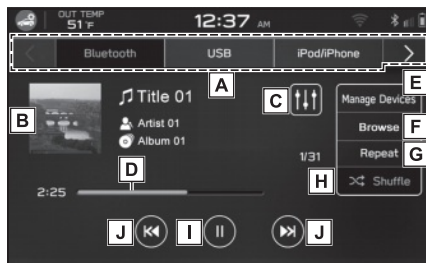 OUT TEMP
51°F
12:37 AM
Bluetooth USB iPod/iPhone
A
E
B
Title 01
C
Manage Devices
Artist 01
Browse F
Album 01
D
1/31
Repeat G
H Shuffle
2:25
J I J